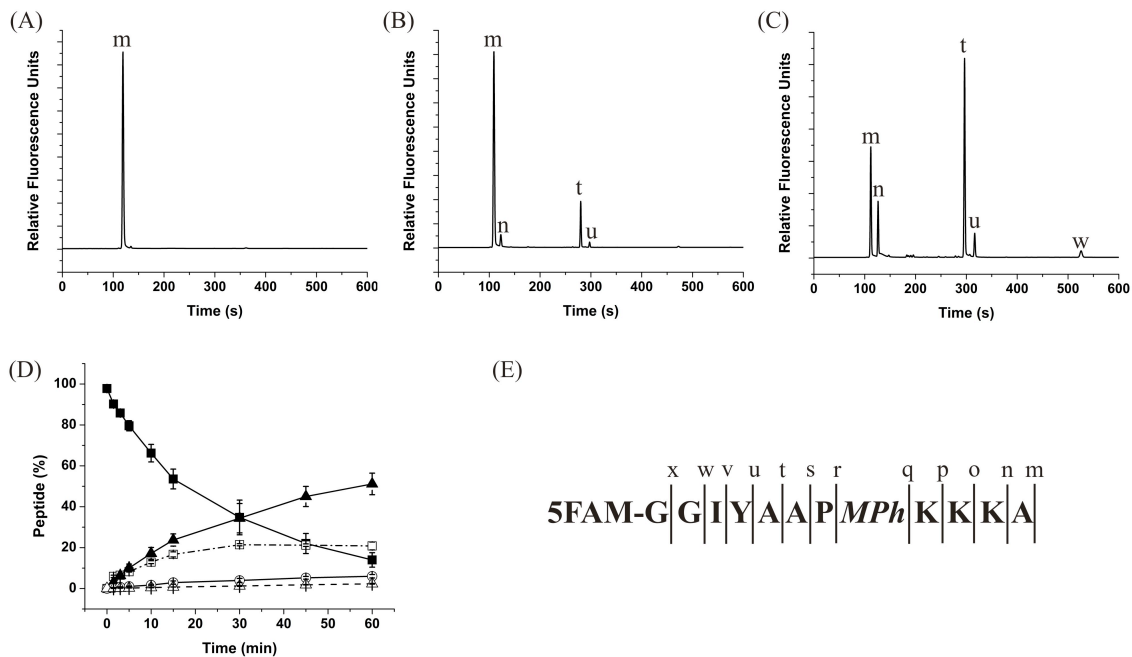 (A)
Relative Fluorescence Units
m
0 100 200 300 400 500 600
Time (s)
(B)
Relative Fluorescence Units
m
n
t
u
0 100 200 300 400 500 600
Time (s)
(C)
Relative Fluorescence Units
m
n
t
u
w
0 100 200 300 400 500 600
Time (s)
(D)
Peptide (%)
100
80
60
40
20
0
0 10 20 30 40 50 60
Time (min)
(E)
x w v u t s r q p o n m
5FAM-GGIYAAPMPhKKKA